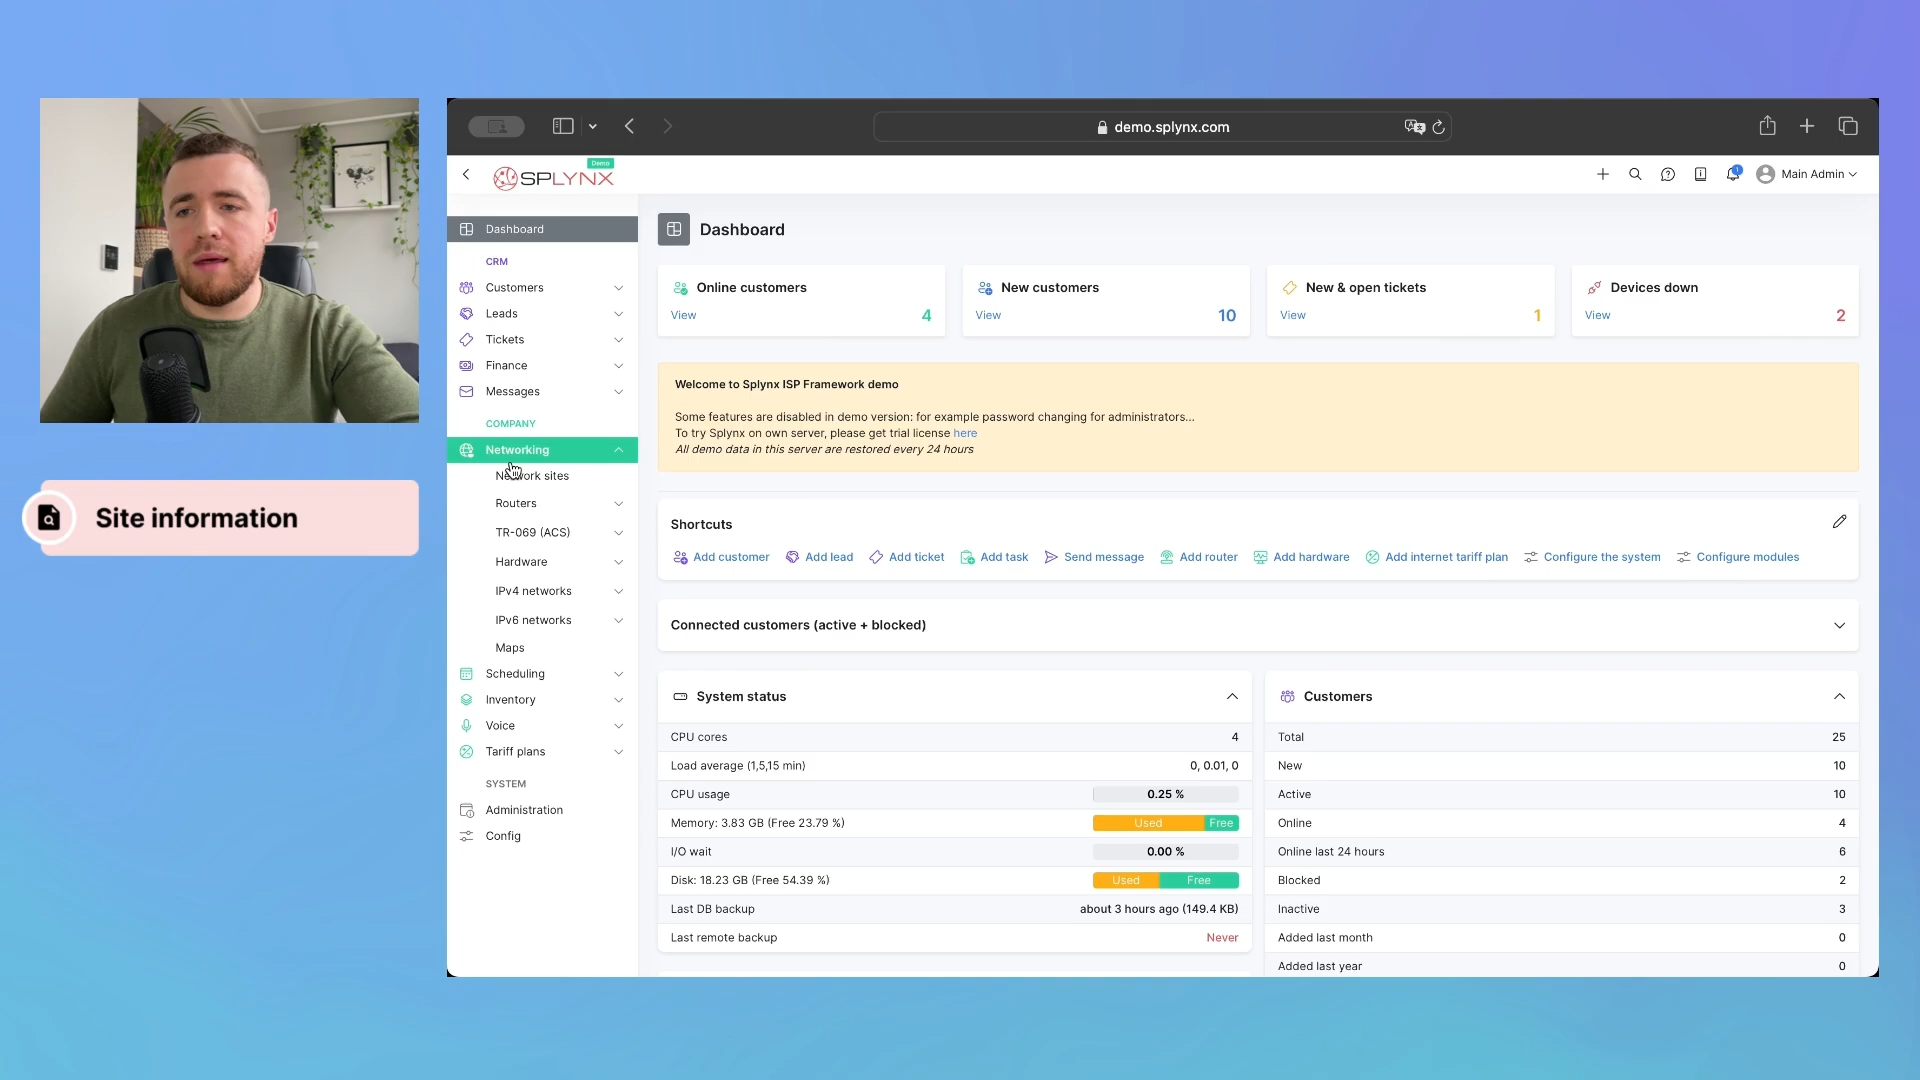 demo.splynx.com
Demo
SPLYNX
Main Admin
Dashboard
CRM
Customers
Leads
Tickets
Finance
Messages
COMPANY
Networking
Network sites
Routers
TR-069 (ACS)
Hardware
IPv4 networks
IPv6 networks
Maps
Scheduling
Inventory
Voice
Tariff plans
SYSTEM
Administration
Config
Site information
Dashboard
Online customers
View 4
New customers
View 10
New & open tickets
View 1
Devices down
View 2
Welcome to Splynx ISP Framework demo
Some features are disabled in demo version: for example password changing for administrators...
To try Splynx on own server, please get trial license here
All demo data in this server are restored every 24 hours
Shortcuts
Add customer Add lead Add ticket Add task Send message Add router Add hardware Add internet tariff plan Configure the system Configure modules
Connected customers (active + blocked)
System status
CPU cores 4
Load average (1,5,15 min) 0, 0.01, 0
CPU usage 0.25 %
Memory: 3.83 GB (Free 23.79 %) Used Free
I/O wait 0.00 %
Disk: 18.23 GB (Free 54.39 %) Used Free
Last DB backup about 3 hours ago (149.4 KB)
Last remote backup Never
Customers
Total 25
New 10
Active 10
Online 4
Online last 24 hours 6
Blocked 2
Inactive 3
Added last month 0
Added last year 0